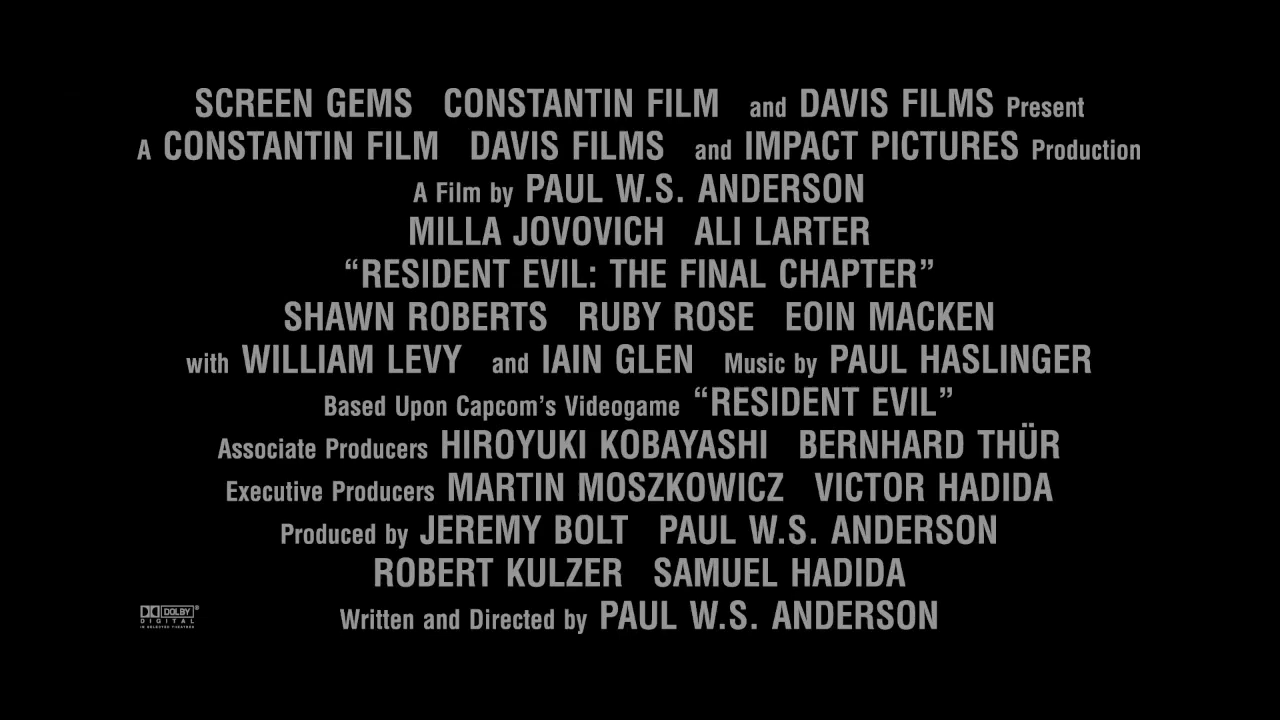 SCREEN GEMS CONSTANTIN FILM and DAVIS FILMS Present
A CONSTANTIN FILM DAVIS FILMS and IMPACT PICTURES Production
A Film by PAUL W.S. ANDERSON
MILLA JOVOVICH ALI LARTER
“RESIDENT EVIL: THE FINAL CHAPTER”
SHAWN ROBERTS RUBY ROSE EOIN MACKEN
with WILLIAM LEVY and IAIN GLEN Music by PAUL HASLINGER
Based Upon Capcom’s Videogame “RESIDENT EVIL”
Associate Producers HIROYUKI KOBAYASHI BERNHARD THÜR
Executive Producers MARTIN MOSZKOWICZ VICTOR HADIDA
Produced by JEREMY BOLT PAUL W.S. ANDERSON
ROBERT KULZER SAMUEL HADIDA
Written and Directed by PAUL W.S. ANDERSON
DOLBY®
DIGITAL
IN SELECTED THEATRES